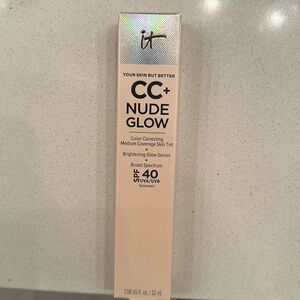 it
YOUR SKIN BUT BETTER
CC+
NUDE
GLOW
Color Correcting
Medium Coverage Skin Tint
+
Brightening Glow Serum
+
Broad Spectrum
SPF 40
UVA/UVB
Sunscreen
1.08 US fl. oz. / 32 ml